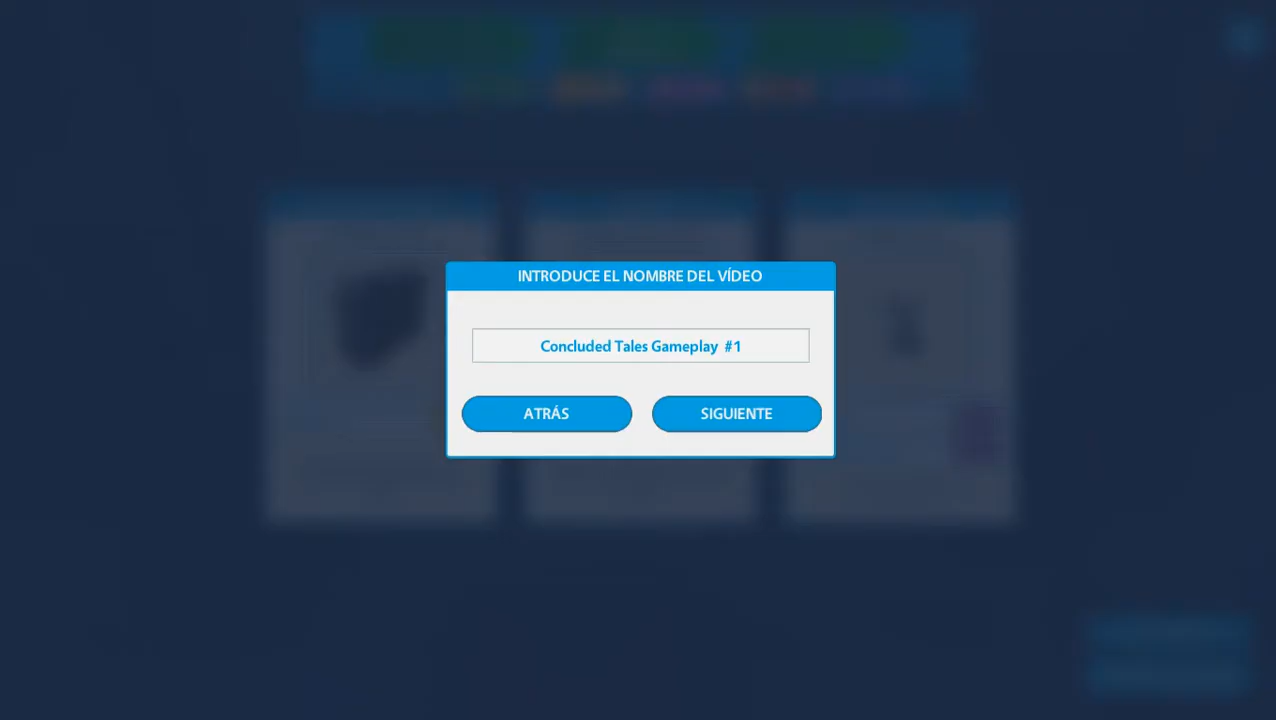 INTRODUCE EL NOMBRE DEL VÍDEO
Concluded Tales Gameplay #1
ATRÁS
SIGUIENTE